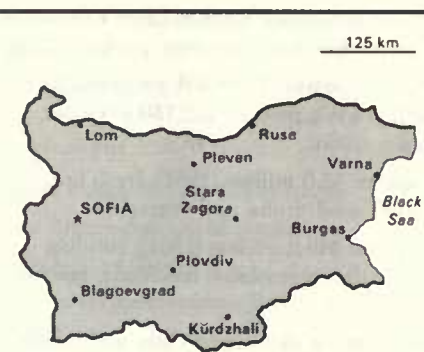 125 km
Lom
Ruse
Pleven
Varna
Stara
Zagora
SOFIA
Black
Sea
Burgas
Plovdiv
Blagoevgrad
Kŭrdzhali